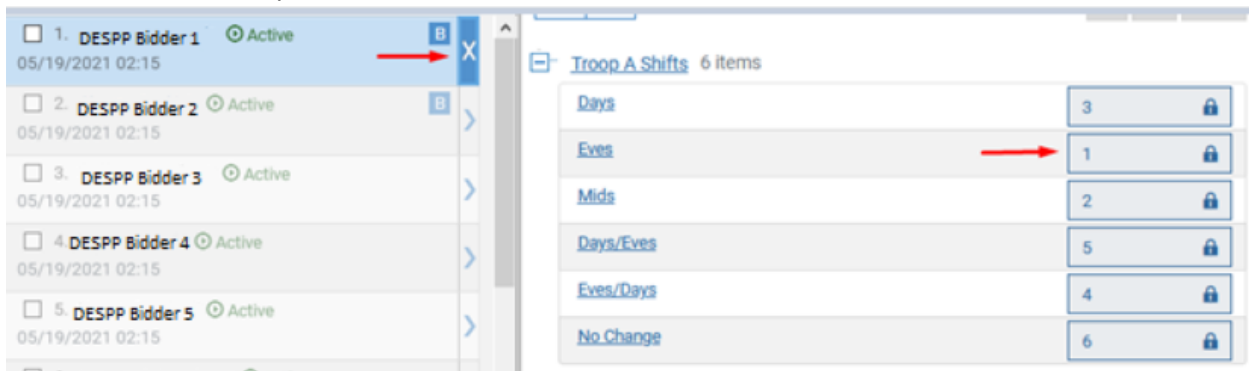 1. DESPP Bidder 1 Active B X
05/19/2021 02:15
2. DESPP Bidder 2 Active B
05/19/2021 02:15
3. DESPP Bidder 3 Active
05/19/2021 02:15
4. DESPP Bidder 4 Active
05/19/2021 02:15
5. DESPP Bidder 5 Active
05/19/2021 02:15
Troop A Shifts 6 items
Days 3
Eves 1
Mids 2
Days/Eves 5
Eves/Days 4
No Change 6